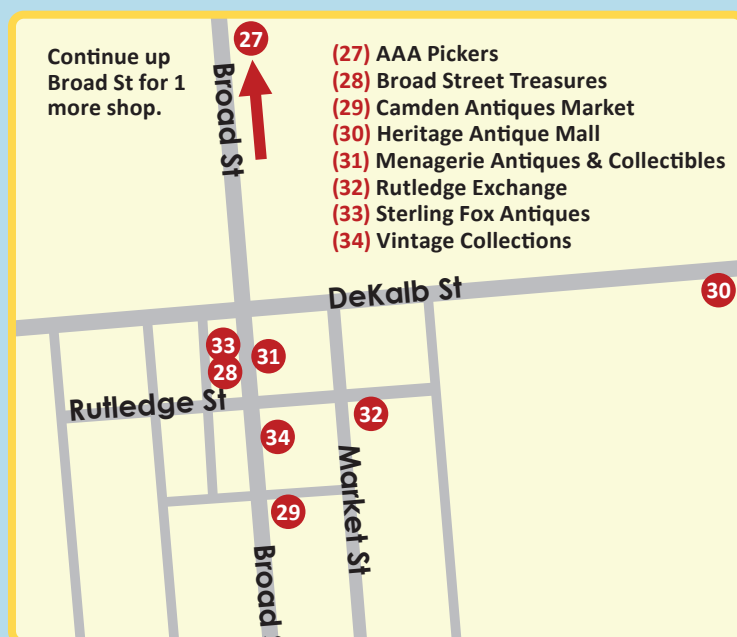 27
Continue up
Broad St for 1
more shop.
(27) AAA Pickers
(28) Broad Street Treasures
(29) Camden Antiques Market
(30) Heritage Antique Mall
(31) Menagerie Antiques & Collectibles
(32) Rutledge Exchange
(33) Sterling Fox Antiques
(34) Vintage Collections
Broad St
DeKalb St
30
33
31
28
Rutledge St
32
34
Market St
29
Broad